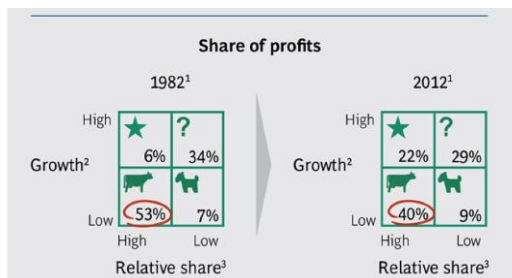 Share of profits
1982¹ 2012¹
High ? High ?
6% 34% 22% 29%
Growth² Growth²
53% 7% 40% 9%
Low Low
High Low High Low
Relative share³ Relative share³